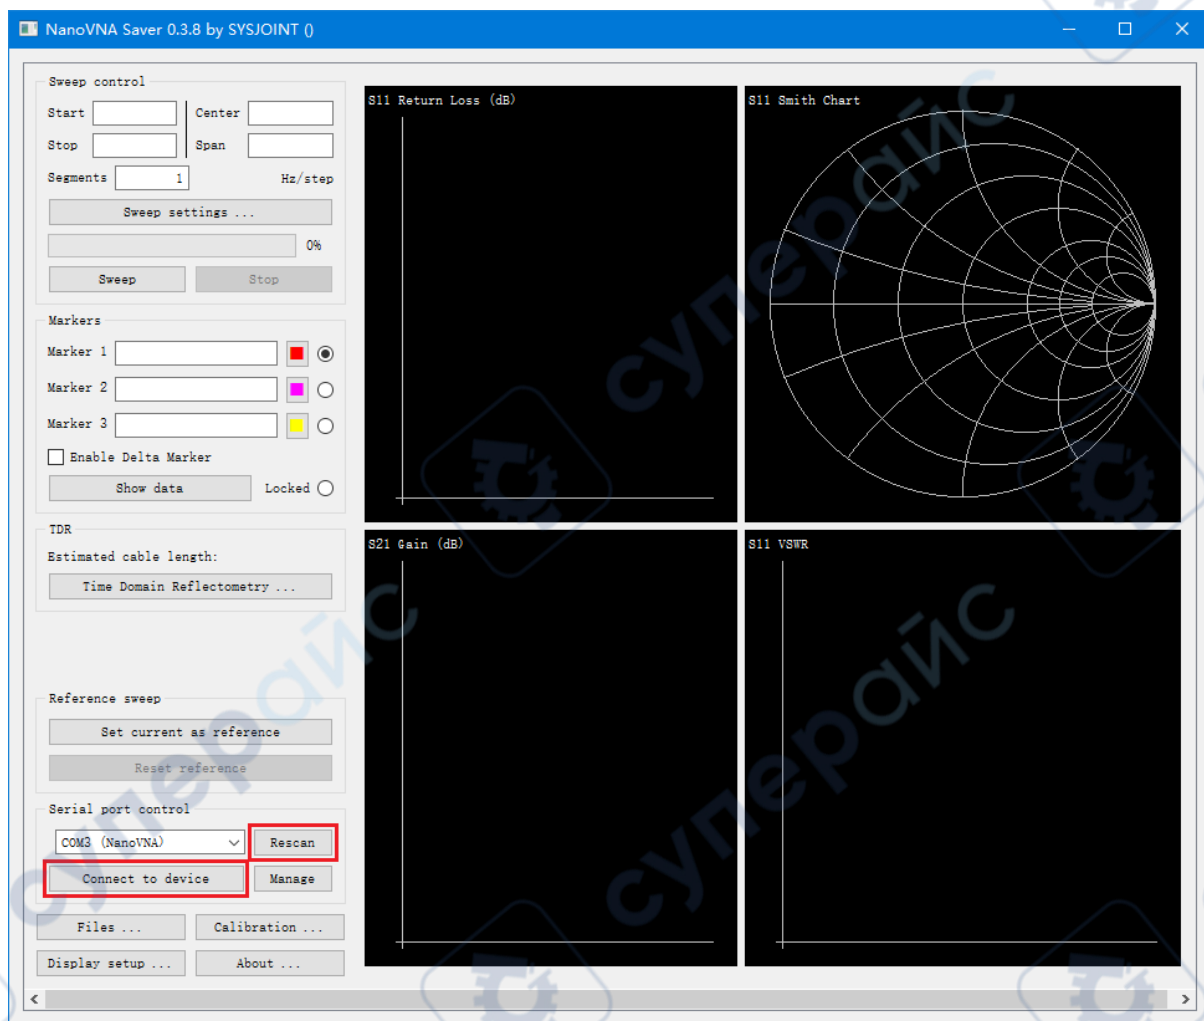 NanoVNA Saver 0.3.8 by SYSJOINT ()
Sweep control
Start
Center
Stop
Span
Segments 1 Hz/step
Sweep settings ...
0%
Sweep
Stop
Markers
Marker 1
Marker 2
Marker 3
Enable Delta Marker
Show data
Locked
TDR
Estimated cable length:
Time Domain Reflectometry ...
Reference sweep
Set current as reference
Reset reference
Serial port control
COM3 (NanoVNA)
Rescan
Connect to device
Manage
Files ...
Calibration ...
Display setup ...
About ...
S11 Return Loss (dB)
S11 Smith Chart
S21 Gain (dB)
S11 VSWR
суперайс
суперайс
суперайс